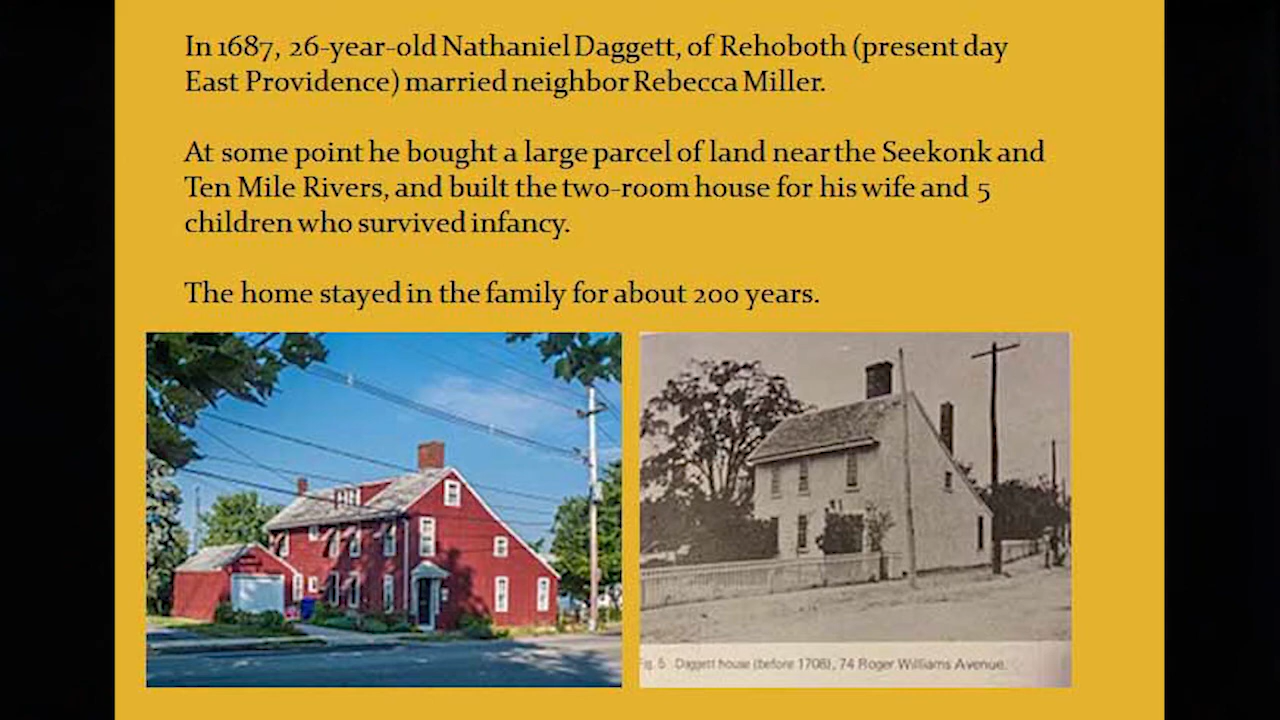 In 1687, 26-year-old Nathaniel Daggett, of Rehoboth (present day
East Providence) married neighbor Rebecca Miller.
At some point he bought a large parcel of land near the Seekonk and
Ten Mile Rivers, and built the two-room house for his wife and 5
children who survived infancy.
The home stayed in the family for about 200 years.
Fig. 5 Daggett house (before 1708), 74 Roger Williams Avenue.